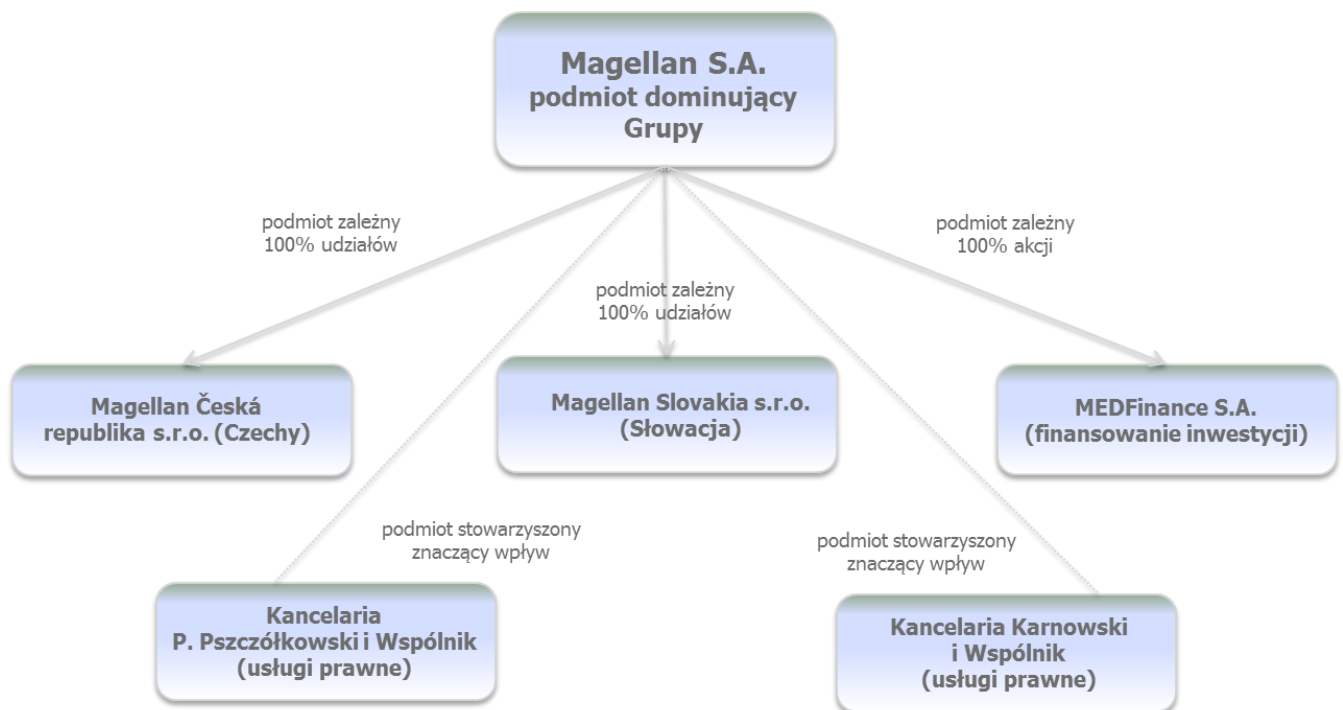 Magellan S.A.
podmiot dominujący
Grupy
podmiot zależny
100% udziałów
podmiot zależny
100% udziałów
podmiot zależny
100% akcji
Magellan Česká
republika s.r.o. (Czechy)
Magellan Slovakia s.r.o.
(Słowacja)
MEDFinance S.A.
(finansowanie inwestycji)
podmiot stowarzyszony
znaczący wpływ
podmiot stowarzyszony
znaczący wpływ
Kancelaria
P. Pszczółkowski i Wspólnik
(usługi prawne)
Kancelaria Karnowski
i Wspólnik
(usługi prawne)